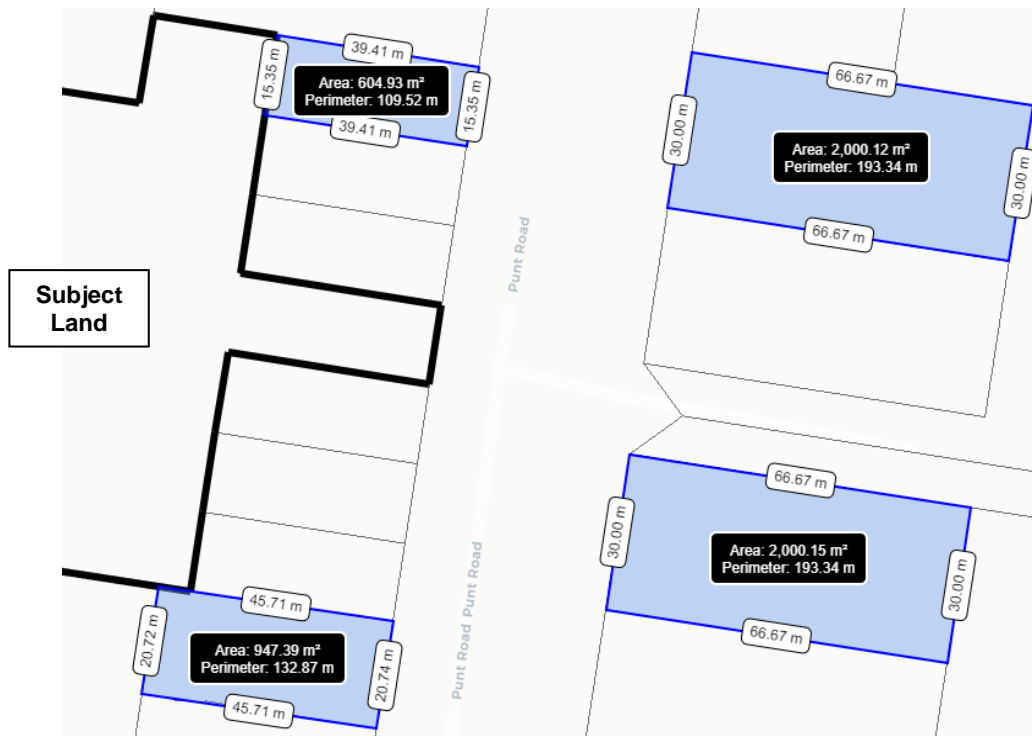 39.41 m
15.35 m
Area: 604.93 m²
Perimeter: 109.52 m
15.35 m
39.41 m
66.67 m
30.00 m
Area: 2,000.12 m²
Perimeter: 193.34 m
30.00 m
66.67 m
Punt Road
Subject
Land
66.67 m
30.00 m
Area: 2,000.15 m²
Perimeter: 193.34 m
30.00 m
66.67 m
Punt Road
Punt Road
45.71 m
20.72 m
Area: 947.39 m²
Perimeter: 132.87 m
20.74 m
45.71 m